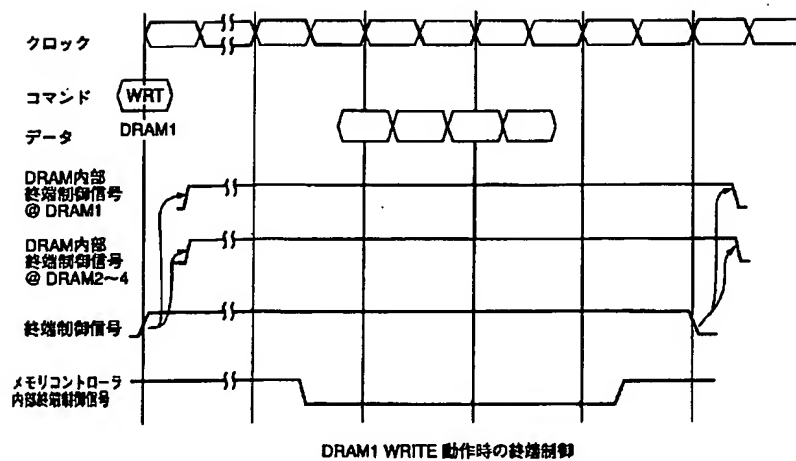 クロック
コマンド
WRT
DRAM1
データ
DRAM内部
終端制御信号
@ DRAM1
DRAM内部
終端制御信号
@ DRAM2～4
終端制御信号
メモリコントローラ
内部終端制御信号
DRAM1 WRITE 動作時の終端制御